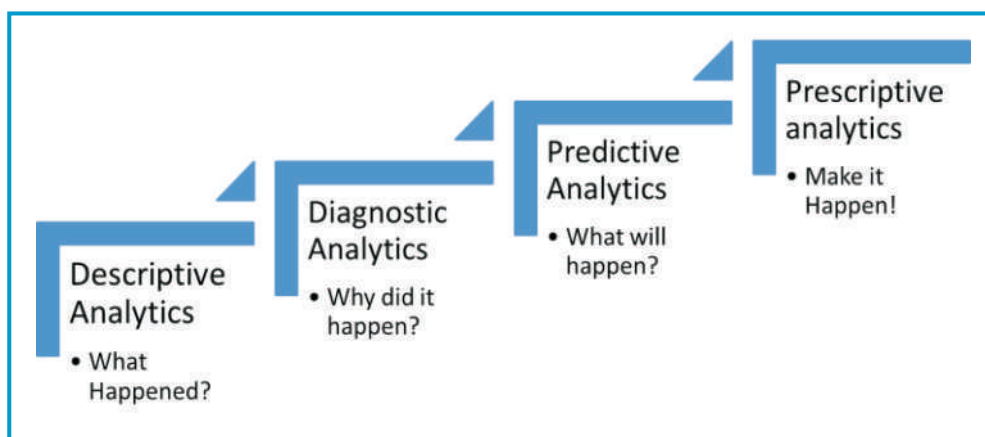 Descriptive
Analytics
• What
Happened?
Diagnostic
Analytics
• Why did it
happen?
Predictive
Analytics
• What will
happen?
Prescriptive
analytics
• Make it
Happen!